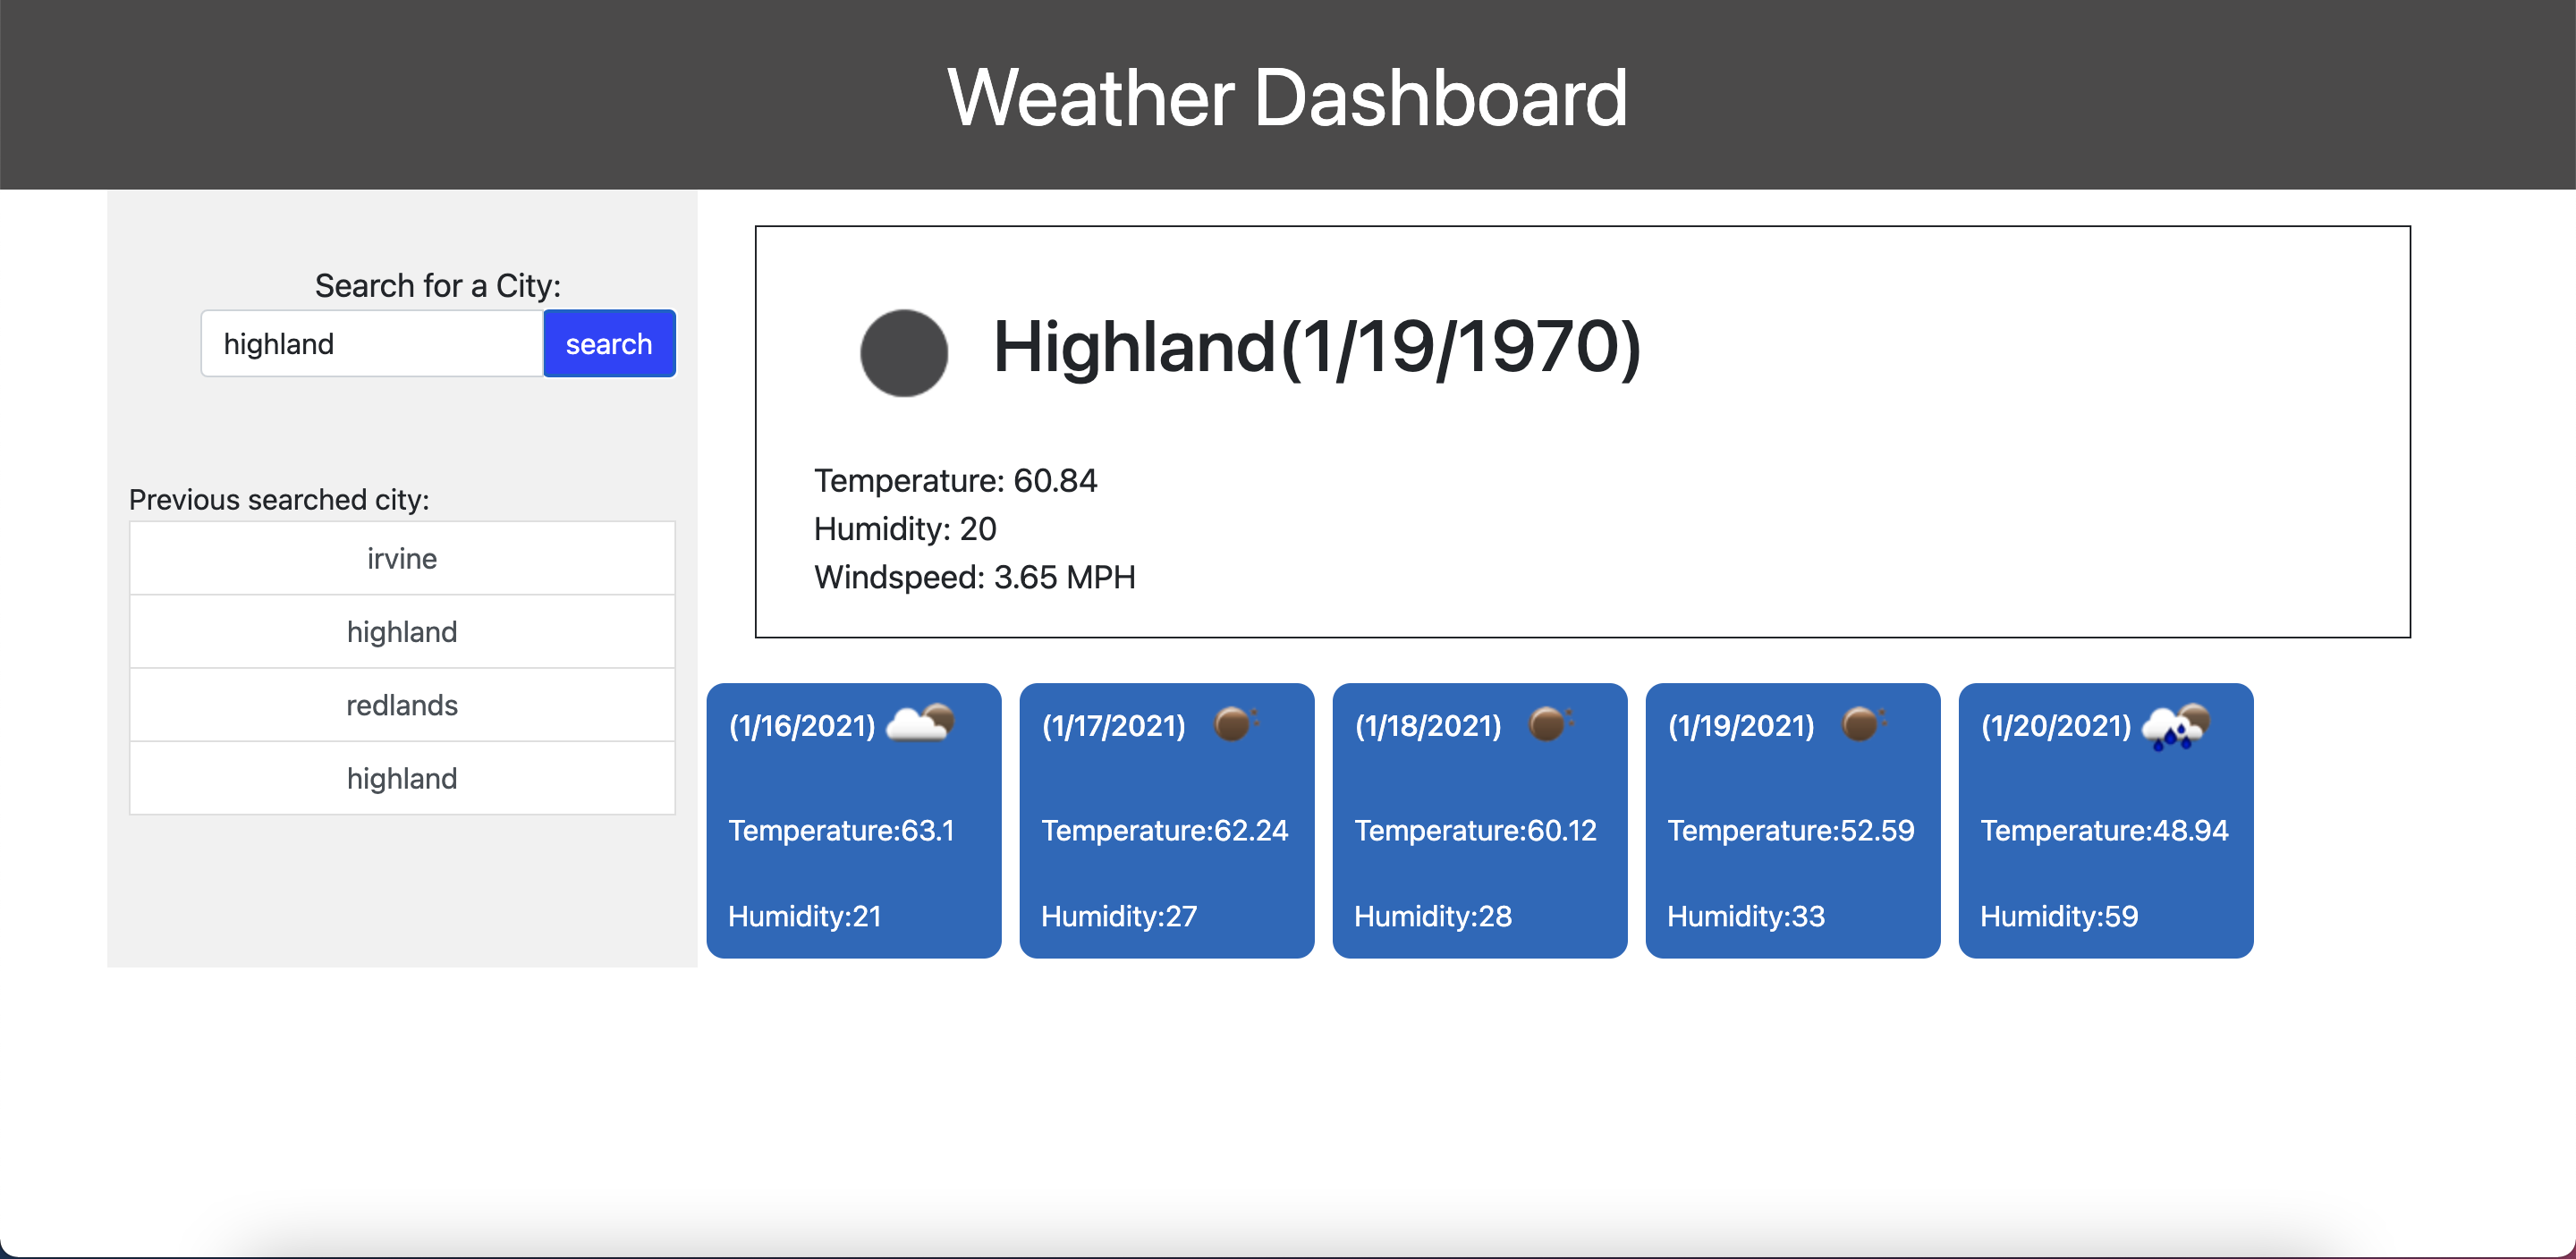 Weather Dashboard
Search for a City:
highland search
Previous searched city:
irvine
highland
redlands
highland
Highland(1/19/1970)
Temperature: 60.84
Humidity: 20
Windspeed: 3.65 MPH
(1/16/2021)
Temperature:63.1
Humidity:21
(1/17/2021)
Temperature:62.24
Humidity:27
(1/18/2021)
Temperature:60.12
Humidity:28
(1/19/2021)
Temperature:52.59
Humidity:33
(1/20/2021)
Temperature:48.94
Humidity:59